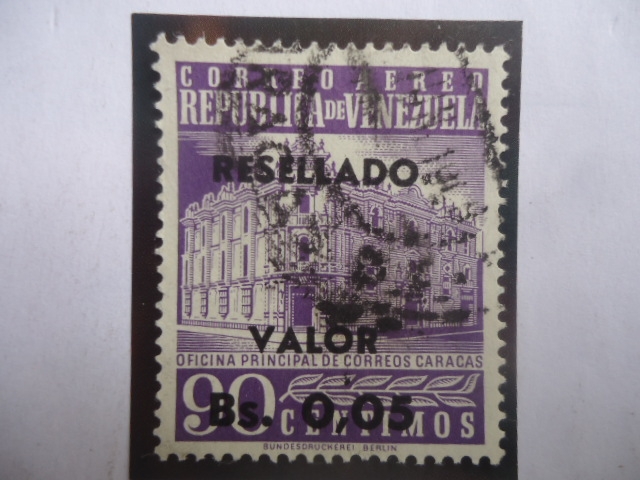 CORREO AEREO
REPUBLICA DE VENEZUELA
RESELLADO
VALOR
OFICINA PRINCIPAL DE CORREOS CARACAS
90 CENTIMOS
Bs. 0,05
BUNDESDRUCKEREI BERLIN